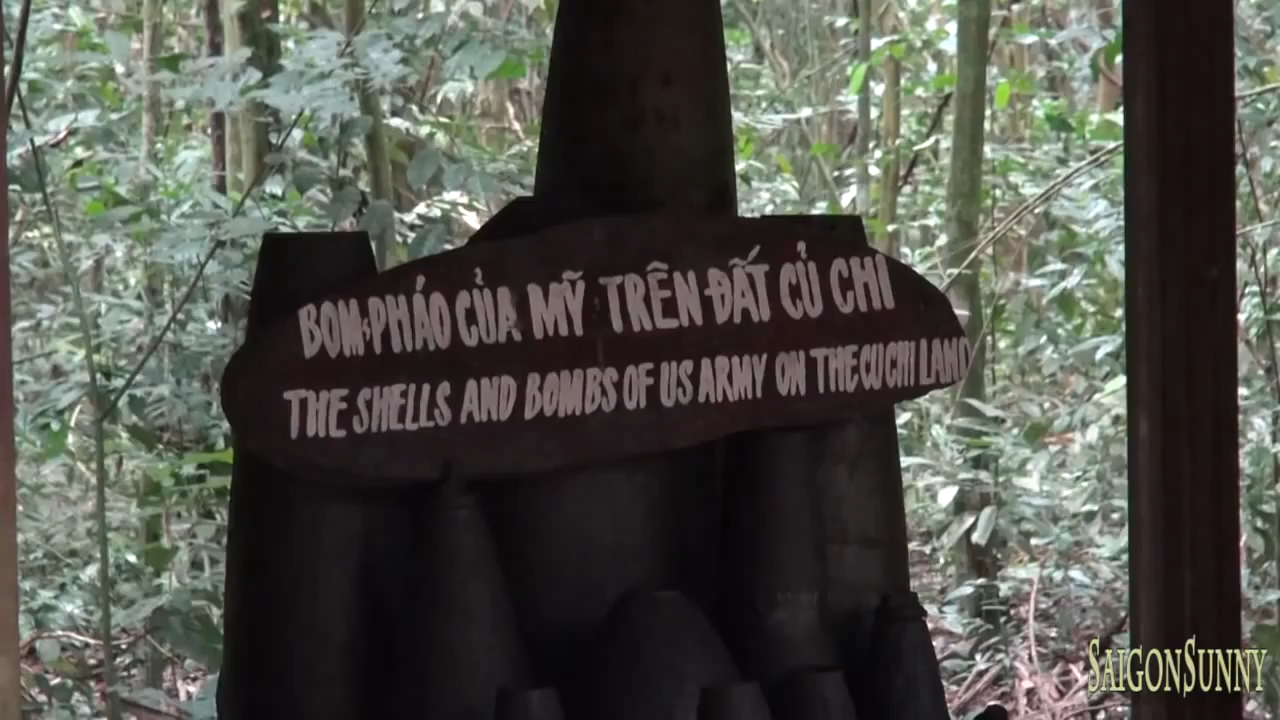 BOM-PHÁO CỦA MỸ TRÊN ĐẤT CỦ CHI
THE SHELLS AND BOMBS OF US ARMY ON THE CU CHI LAND
SAIGONSUNNY